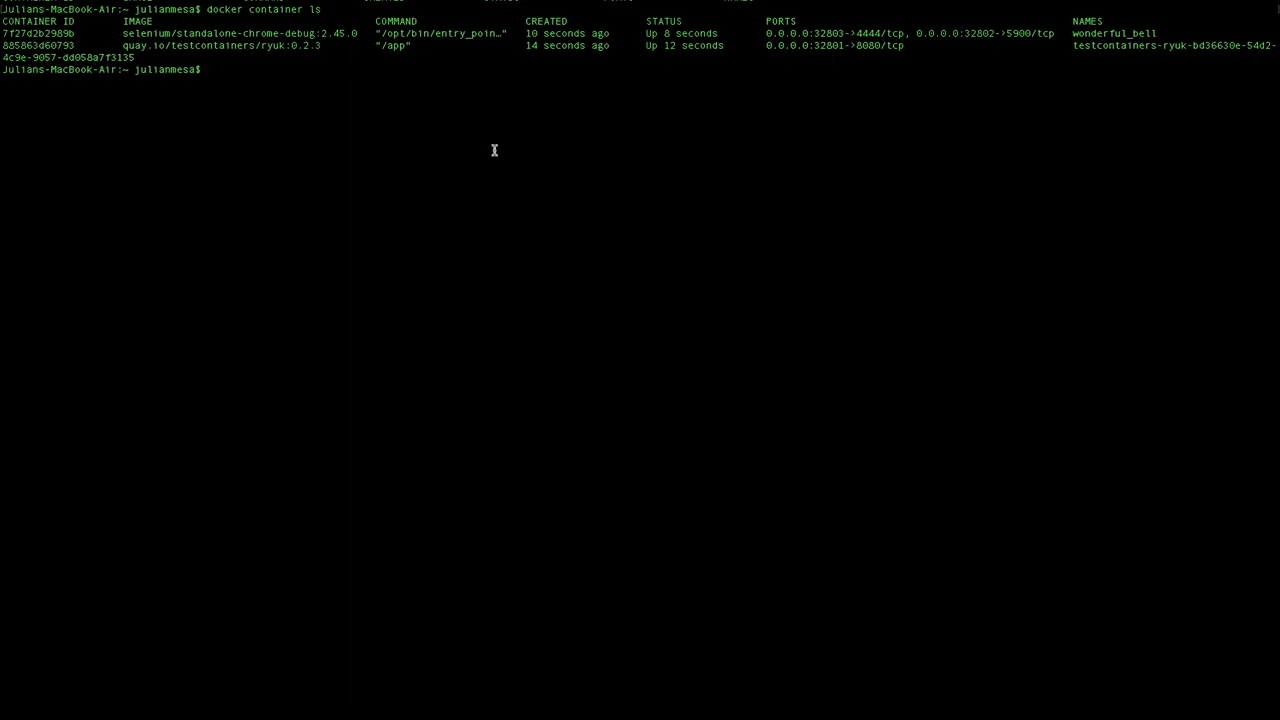 [Julians-MacBook-Air:~ julianmesa$ docker container ls
CONTAINER ID IMAGE COMMAND CREATED STATUS PORTS NAMES
7f27d2b2989b selenium/standalone-chrome-debug:2.45.0 "/opt/bin/entry_poin…" 10 seconds ago Up 8 seconds 0.0.0.0:32803->4444/tcp, 0.0.0.0:32802->5900/tcp wonderful_bell
885863d60793 quay.io/testcontainers/ryuk:0.2.3 "/app" 14 seconds ago Up 12 seconds 0.0.0.0:32801->8080/tcp testcontainers-ryuk-bd36630e-54d2-
4c9e-9057-dd058a7f3135
Julians-MacBook-Air:~ julianmesa$